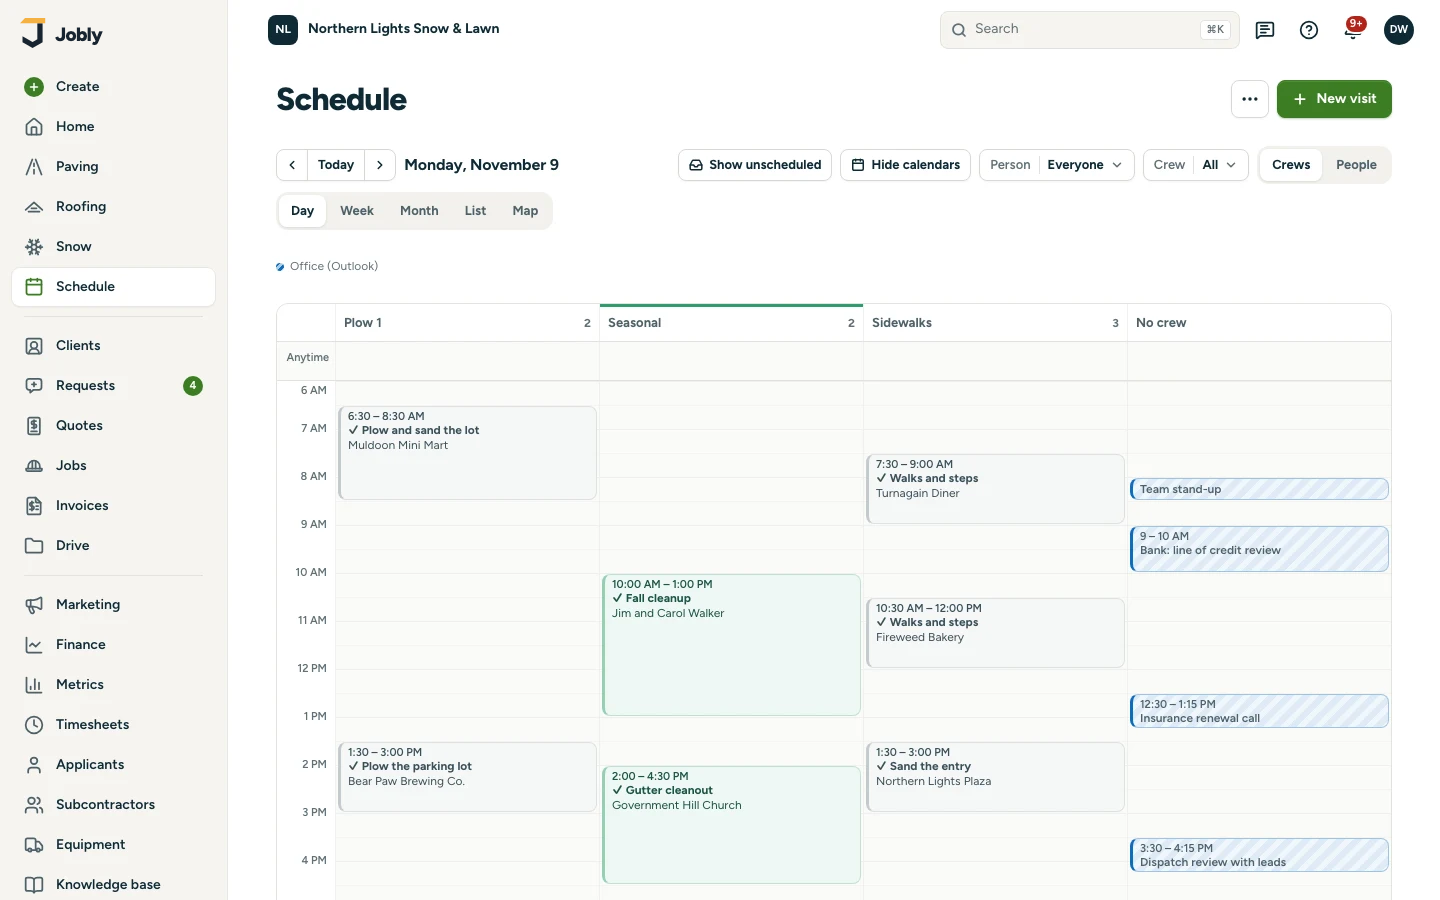 Jobly
Create
Home
Paving
Roofing
Snow
Schedule
Clients
Requests 4
Quotes
Jobs
Invoices
Drive
Marketing
Finance
Metrics
Timesheets
Applicants
Subcontractors
Equipment
Knowledge base
NL Northern Lights Snow & Lawn
Search ⌘K
9+
DW
Schedule
New visit
Today Monday, November 9
Show unscheduled Hide calendars Person Everyone Crew All Crews People
Day Week Month List Map
Office (Outlook)
Plow 1 2 Seasonal 2 Sidewalks 3 No crew
Anytime
6 AM
7 AM
8 AM
9 AM
10 AM
11 AM
12 PM
1 PM
2 PM
3 PM
4 PM
6:30 – 8:30 AM
✓ Plow and sand the lot
Muldoon Mini Mart
1:30 – 3:00 PM
✓ Plow the parking lot
Bear Paw Brewing Co.
10:00 AM – 1:00 PM
✓ Fall cleanup
Jim and Carol Walker
2:00 – 4:30 PM
✓ Gutter cleanout
Government Hill Church
7:30 – 9:00 AM
✓ Walks and steps
Turnagain Diner
10:30 AM – 12:00 PM
✓ Walks and steps
Fireweed Bakery
1:30 – 3:00 PM
✓ Sand the entry
Northern Lights Plaza
Team stand-up
9 – 10 AM
Bank: line of credit review
12:30 – 1:15 PM
Insurance renewal call
3:30 – 4:15 PM
Dispatch review with leads